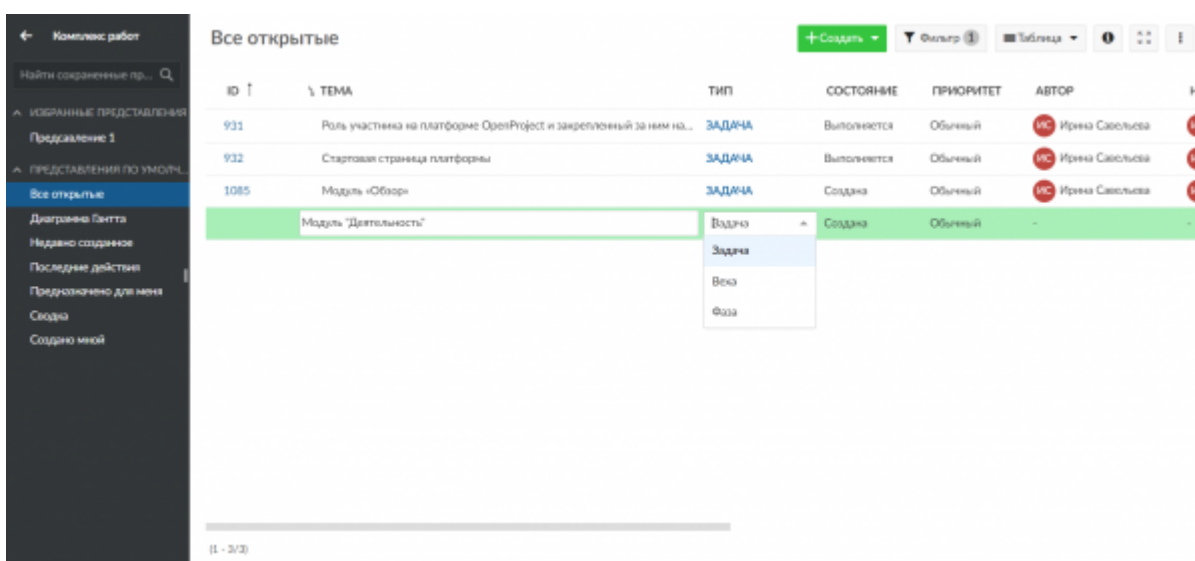 Комплекс работ
Все открытые
Создать
Фильтр 1
Таблица
Найти сохраненные пр...
ID ТЕМА ТИП СОСТОЯНИЕ ПРИОРИТЕТ АВТОР
ИЗБРАННЫЕ ПРЕДСТАВЛЕНИЯ
Предсавление 1
ПРЕДСТАВЛЕНИЯ ПО УМОЛЧ...
Все открытые
Диаграмма Гантта
Недавно созданное
Последние действия
Предназначено для меня
Сводка
Создано мной
931 Роль участника на платформе OpenProject и закрепленный за ним на... ЗАДАЧА Выполняется Обычный ИС Ирина Савельева
932 Стартовая страница платформы ЗАДАЧА Выполняется Обычный ИС Ирина Савельева
1085 Модуль «Обзор» ЗАДАЧА Создана Обычный ИС Ирина Савельева
Модуль "Деятельность" Задача Создана Обычный - -
Задача
Веха
Фаза
(1 - 3/3)